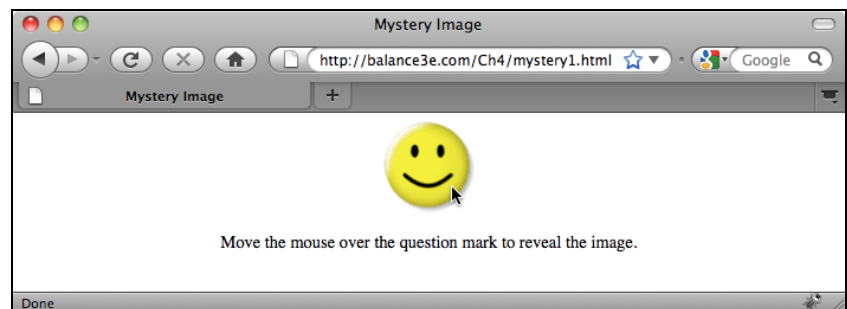 Mystery Image
http://balance3e.com/Ch4/mystery1.html
Google
Mystery Image
+
Move the mouse over the question mark to reveal the image.
Done